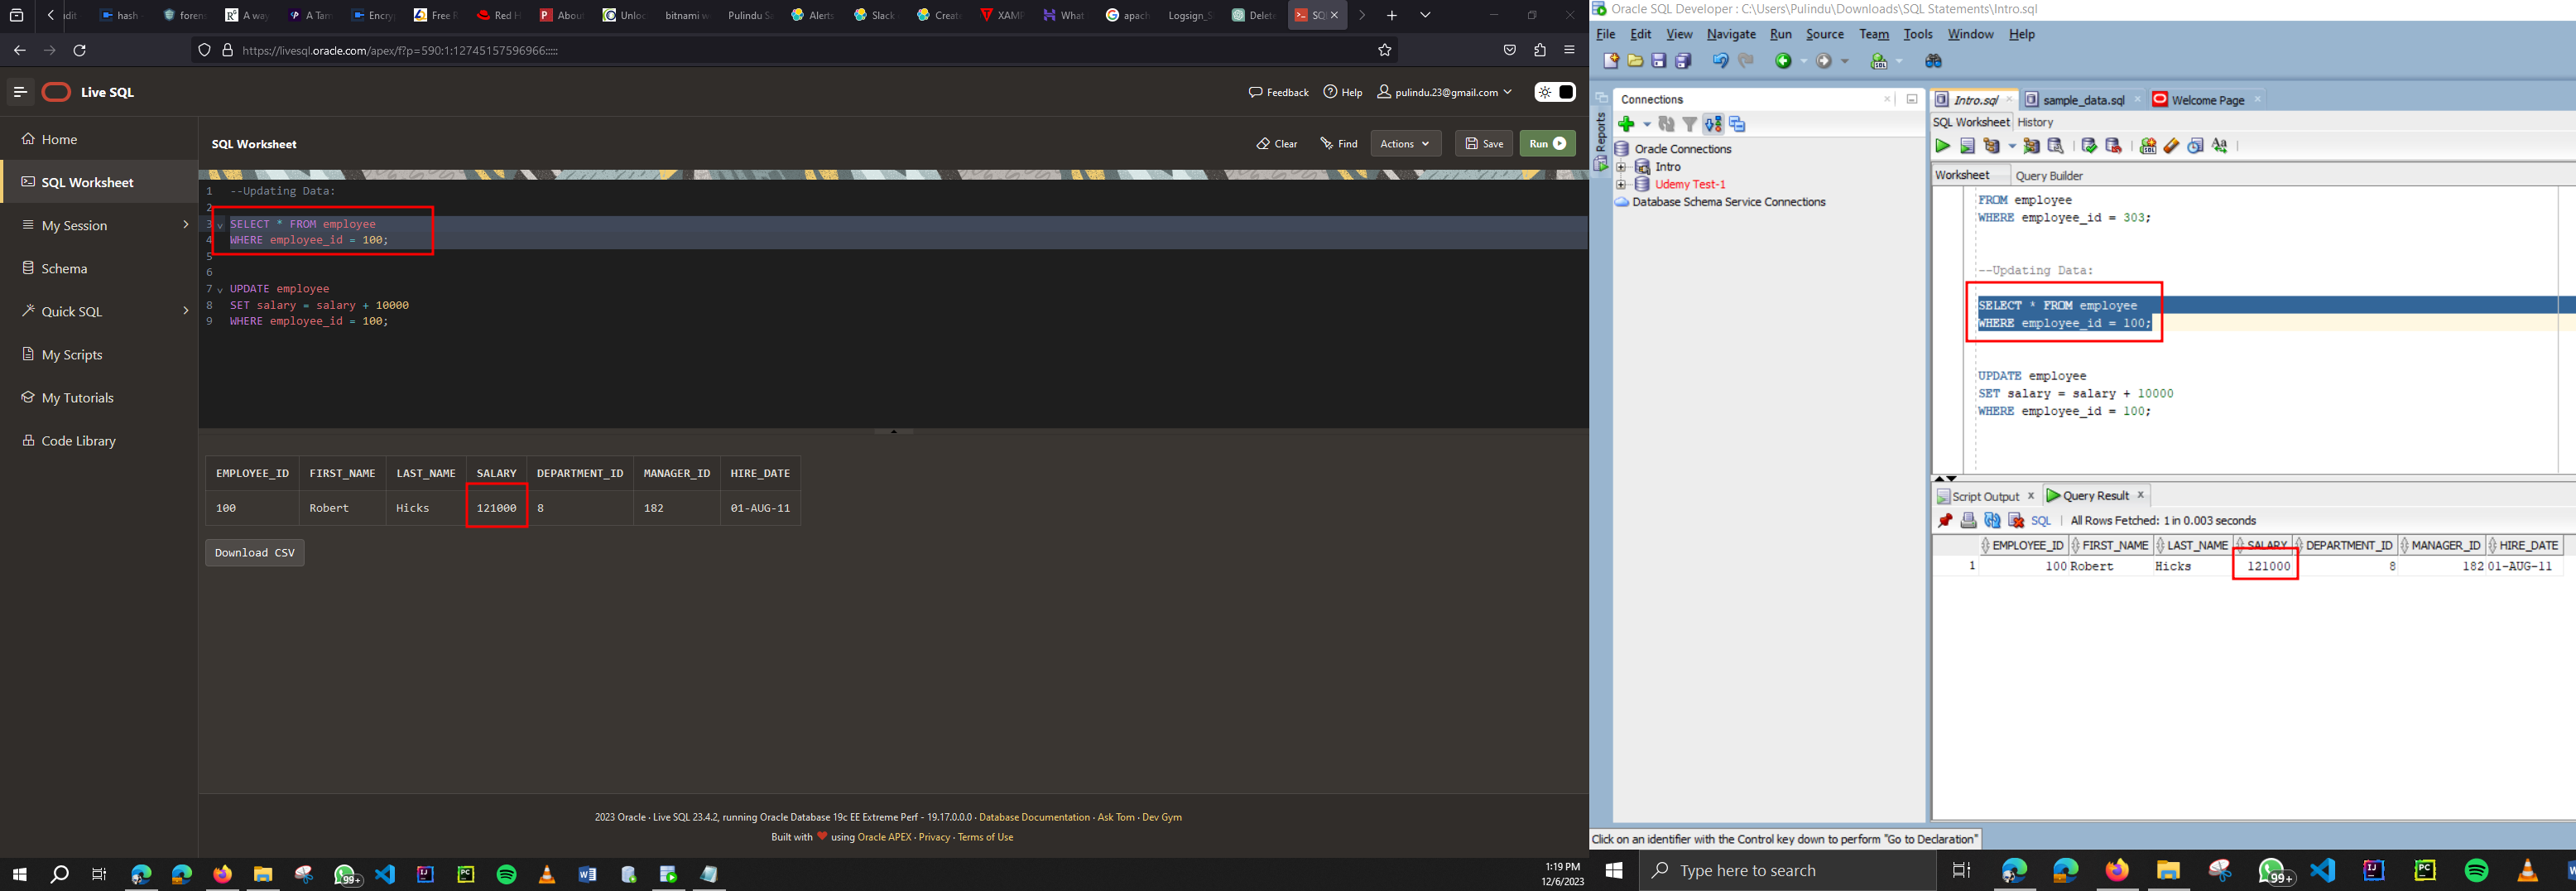 hash
foren
A way
A Tam
Encry
Free R
Red H
Abou
Unloc
bitnami w
Pulindu Sa
Alerts
Slack
Create
XAMP
What
apach
Logsign_S
Delete
SQL
https://livesql.oracle.com/apex/f?p=590:1:12745157596966:::::
Live SQL
Feedback
Help
pulindu.23@gmail.com
Home
SQL Worksheet
My Session
Schema
Quick SQL
My Scripts
My Tutorials
Code Library
SQL Worksheet
Clear
Find
Actions
Save
Run
1 --Updating Data:
2
3 SELECT * FROM employee
4 WHERE employee_id = 100;
5
6
7 UPDATE employee
8 SET salary = salary + 10000
9 WHERE employee_id = 100;
EMPLOYEE_ID FIRST_NAME LAST_NAME SALARY DEPARTMENT_ID MANAGER_ID HIRE_DATE
100 Robert Hicks 121000 8 182 01-AUG-11
Download CSV
2023 Oracle · Live SQL 23.4.2, running Oracle Database 19c EE Extreme Perf - 19.17.0.0.0 · Database Documentation · Ask Tom · Dev Gym
Built with ❤ using Oracle APEX · Privacy · Terms of Use
99+
1:19 PM
12/6/2023
Oracle SQL Developer : C:\Users\Pulindu\Downloads\SQL Statements\Intro.sql
File Edit View Navigate Run Source Team Tools Window Help
Reports
Connections
Oracle Connections
Intro
Udemy Test-1
Database Schema Service Connections
Intro.sql
sample_data.sql
Welcome Page
SQL Worksheet History
Worksheet Query Builder
FROM employee
WHERE employee_id = 303;
--Updating Data:
SELECT * FROM employee
WHERE employee_id = 100;
UPDATE employee
SET salary = salary + 10000
WHERE employee_id = 100;
Script Output x Query Result x
SQL | All Rows Fetched: 1 in 0.003 seconds
EMPLOYEE_ID FIRST_NAME LAST_NAME SALARY DEPARTMENT_ID MANAGER_ID HIRE_DATE
1 100 Robert Hicks 121000 8 182 01-AUG-11
Click on an identifier with the Control key down to perform "Go to Declaration"
Type here to search
99+